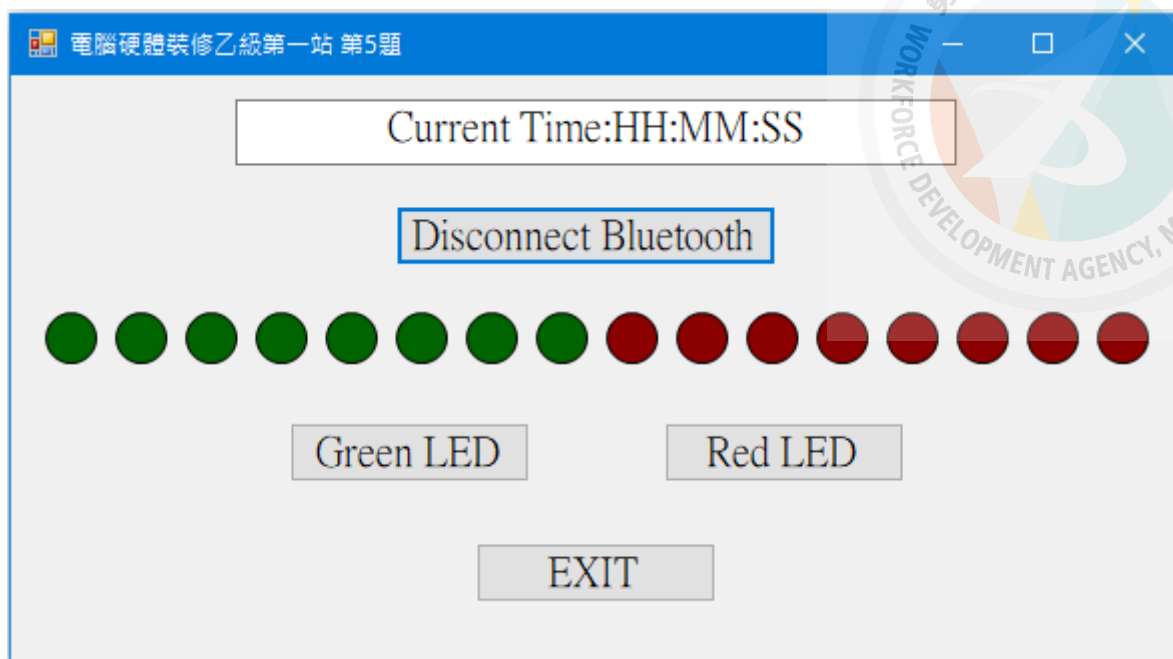 電腦硬體裝修乙級第一站 第5題
Current Time:HH:MM:SS
Disconnect Bluetooth
Green LED
Red LED
EXIT
WORKFORCE DEVELOPMENT AGENCY,